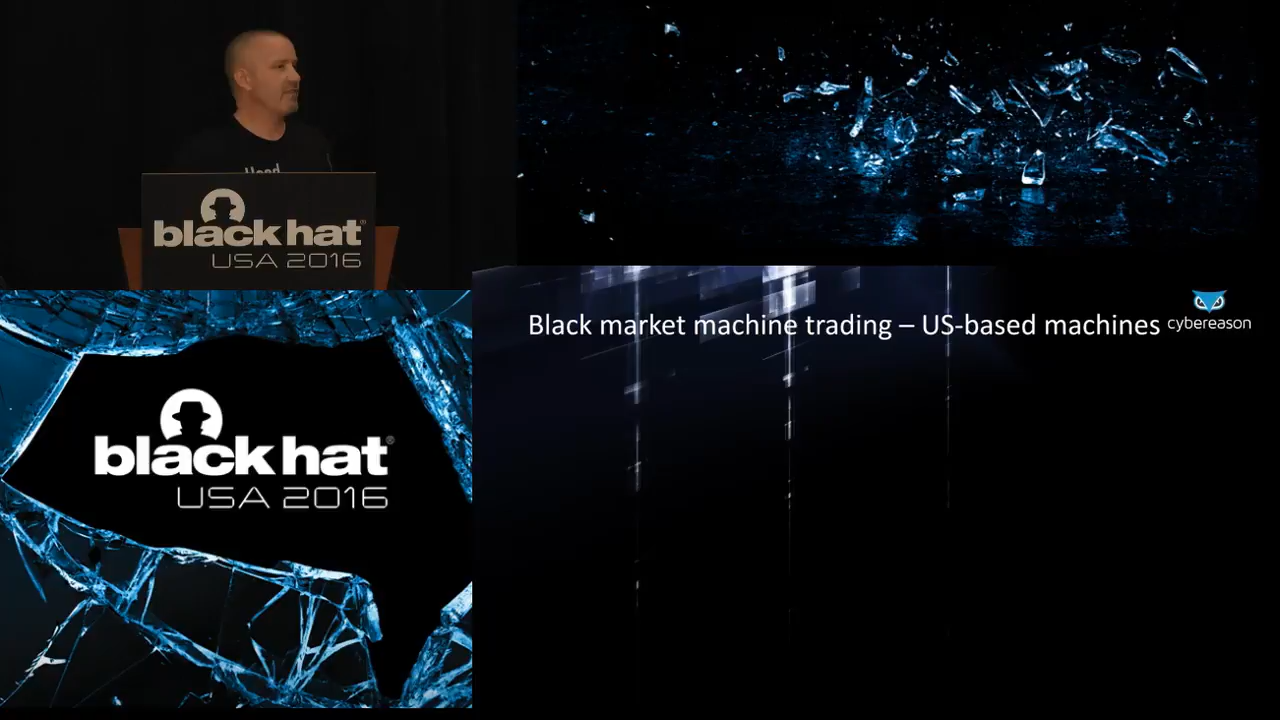 black hat®
USA 2016
Black market machine trading – US-based machines
cybereason
black hat®
USA 2016